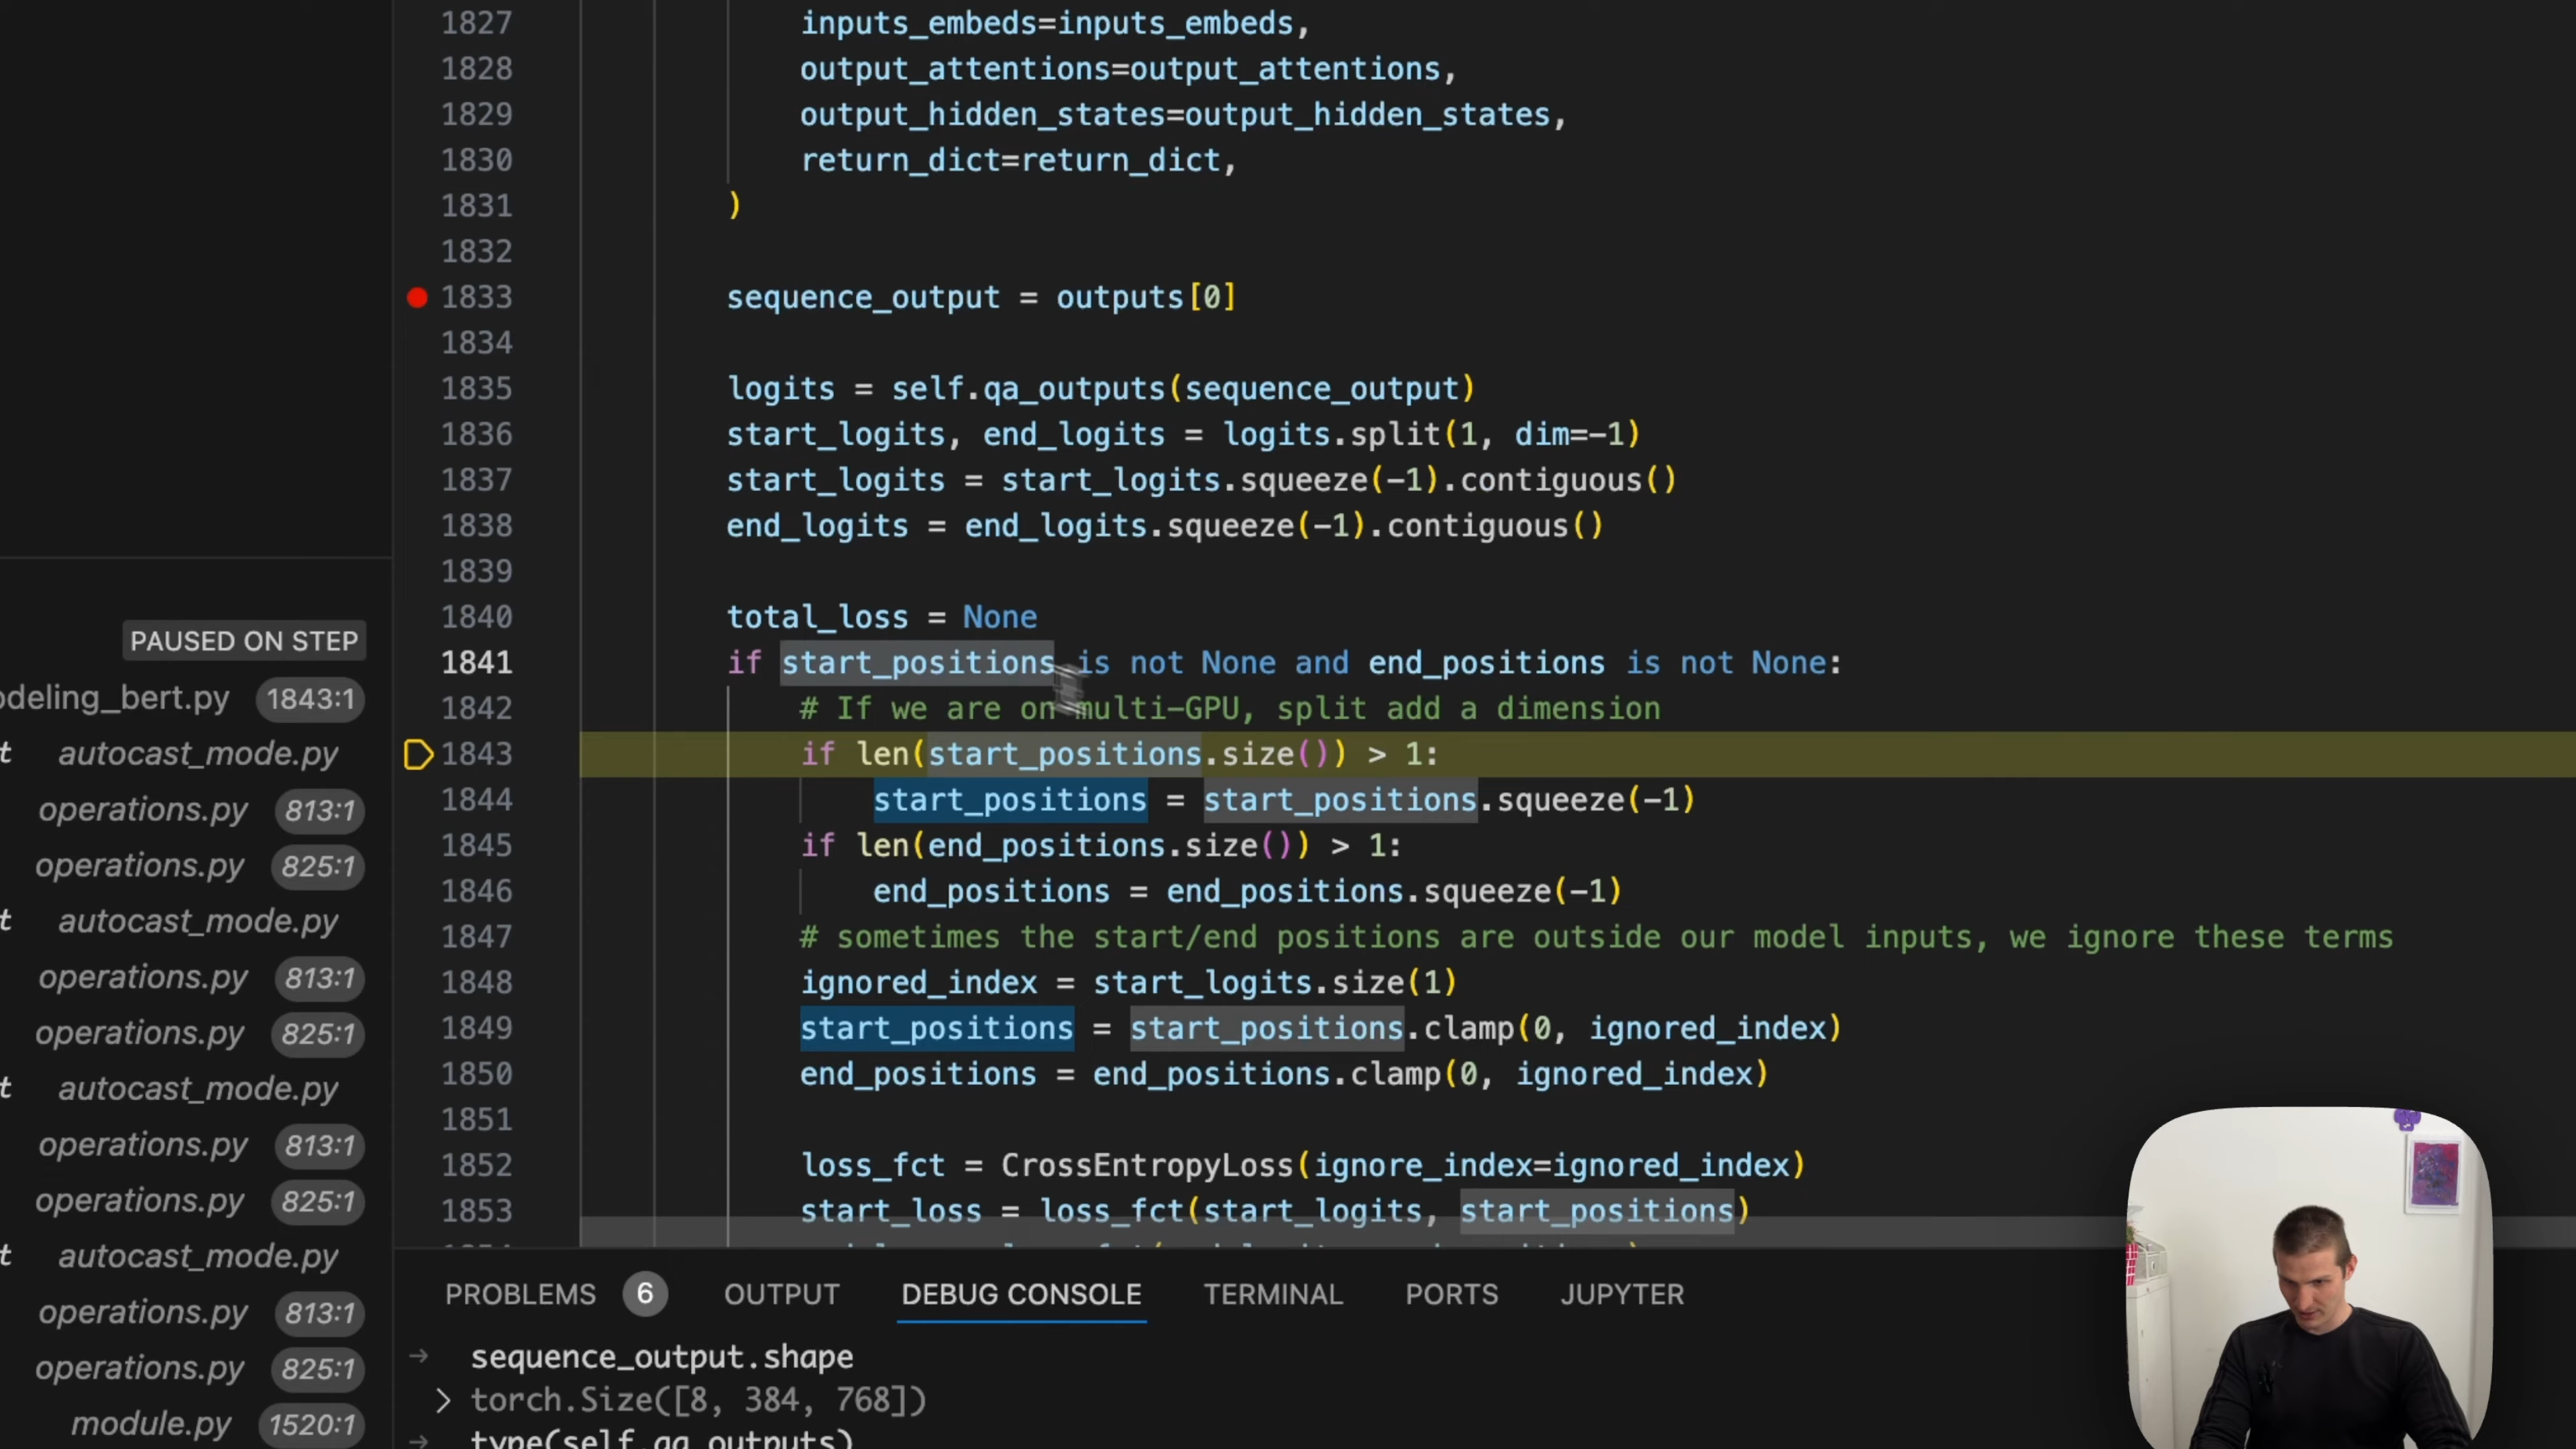 1827 inputs_embeds=inputs_embeds,
1828 output_attentions=output_attentions,
1829 output_hidden_states=output_hidden_states,
1830 return_dict=return_dict,
1831 )
1832
1833 sequence_output = outputs[0]
1834
1835 logits = self.qa_outputs(sequence_output)
1836 start_logits, end_logits = logits.split(1, dim=-1)
1837 start_logits = start_logits.squeeze(-1).contiguous()
1838 end_logits = end_logits.squeeze(-1).contiguous()
1839
1840 total_loss = None
1841 if start_positions is not None and end_positions is not None:
1842 # If we are on multi-GPU, split add a dimension
1843 if len(start_positions.size()) > 1:
1844 start_positions = start_positions.squeeze(-1)
1845 if len(end_positions.size()) > 1:
1846 end_positions = end_positions.squeeze(-1)
1847 # sometimes the start/end positions are outside our model inputs, we ignore these terms
1848 ignored_index = start_logits.size(1)
1849 start_positions = start_positions.clamp(0, ignored_index)
1850 end_positions = end_positions.clamp(0, ignored_index)
1851
1852 loss_fct = CrossEntropyLoss(ignore_index=ignored_index)
1853 start_loss = loss_fct(start_logits, start_positions)
PAUSED ON STEP
odeling_bert.py 1843:1
t autocast_mode.py
operations.py 813:1
operations.py 825:1
t autocast_mode.py
operations.py 813:1
operations.py 825:1
t autocast_mode.py
operations.py 813:1
operations.py 825:1
t autocast_mode.py
operations.py 813:1
operations.py 825:1
module.py 1520:1
PROBLEMS 6 OUTPUT DEBUG CONSOLE TERMINAL PORTS JUPYTER
sequence_output.shape
torch.Size([8, 384, 768])
type(self.qa_outputs)